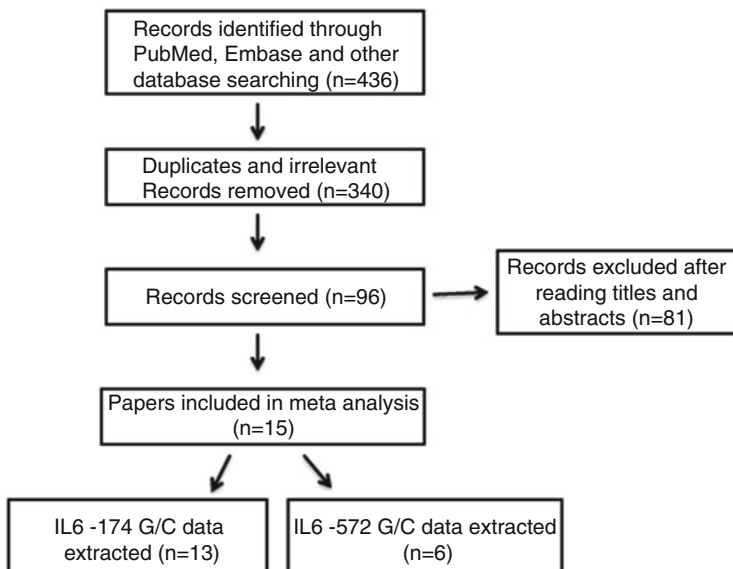 Records identified through
PubMed, Embase and other
database searching (n=436)
Duplicates and irrelevant
Records removed (n=340)
Records screened (n=96)
Records excluded after
reading titles and
abstracts (n=81)
Papers included in meta analysis
(n=15)
IL6 -174 G/C data
extracted (n=13)
IL6 -572 G/C data extracted
(n=6)